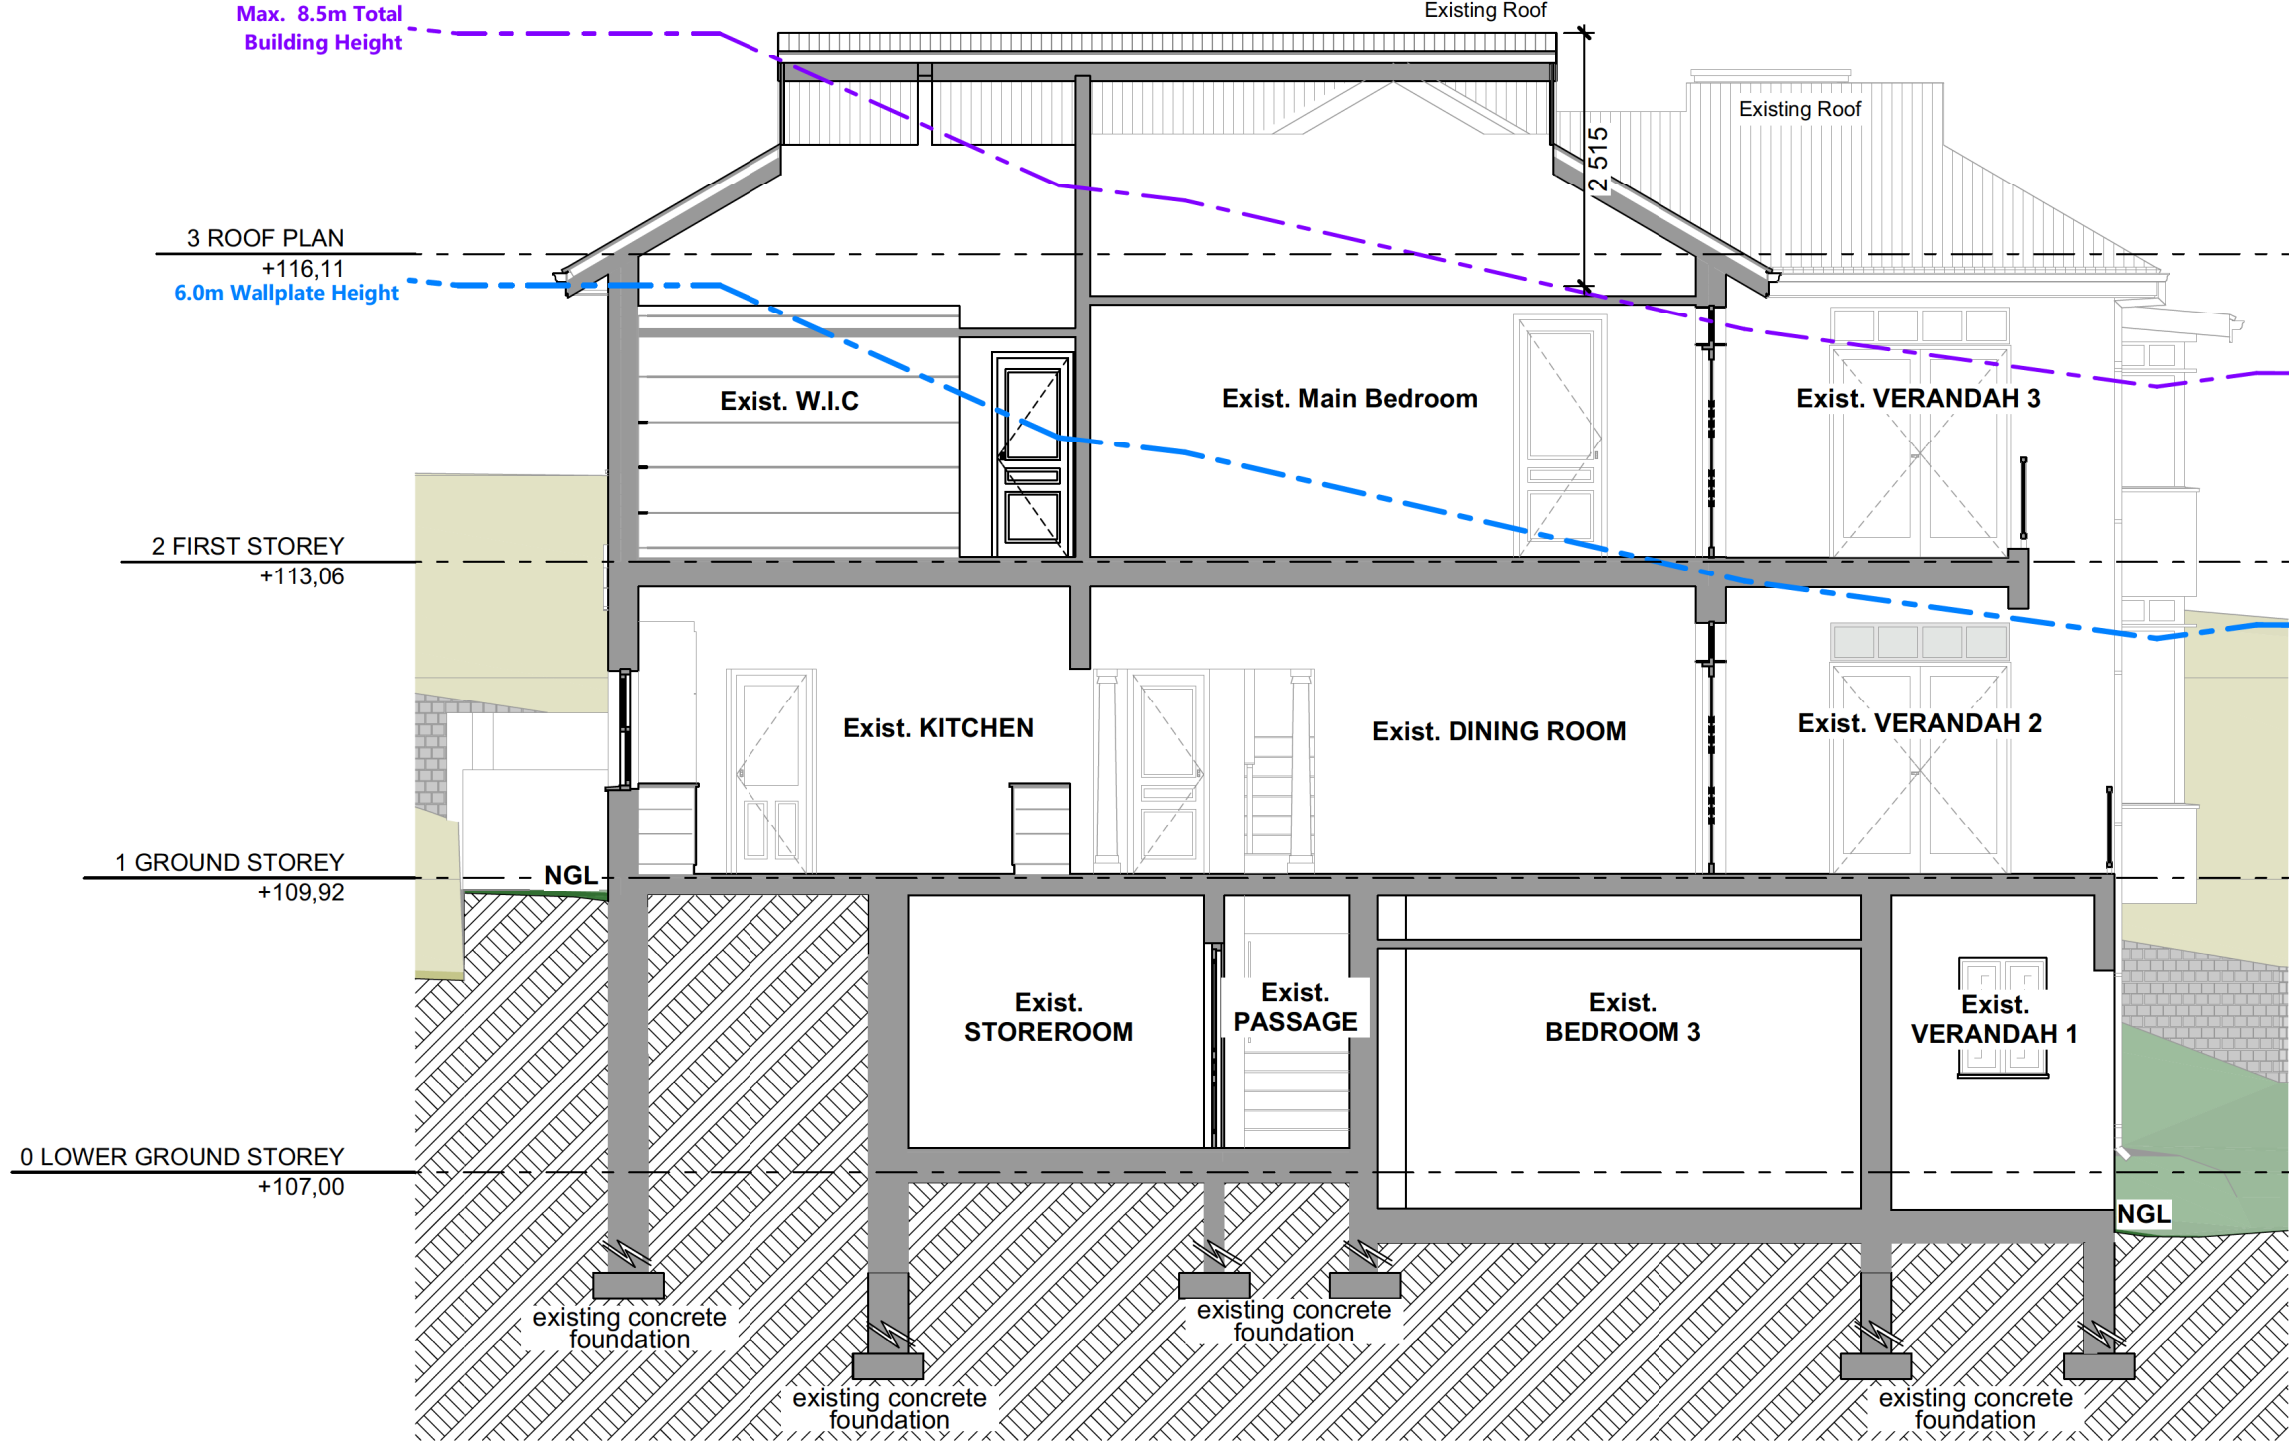 Max. 8.5m Total
Building Height
Existing Roof
Existing Roof
2 515
3 ROOF PLAN
+116,11
6.0m Wallplate Height
Exist. W.I.C
Exist. Main Bedroom
Exist. VERANDAH 3
2 FIRST STOREY
+113,06
Exist. KITCHEN
Exist. DINING ROOM
Exist. VERANDAH 2
1 GROUND STOREY
+109,92
NGL
Exist.
STOREROOM
Exist.
PASSAGE
Exist.
BEDROOM 3
Exist.
VERANDAH 1
0 LOWER GROUND STOREY
+107,00
NGL
existing concrete
foundation
existing concrete
foundation
existing concrete
foundation
existing concrete
foundation